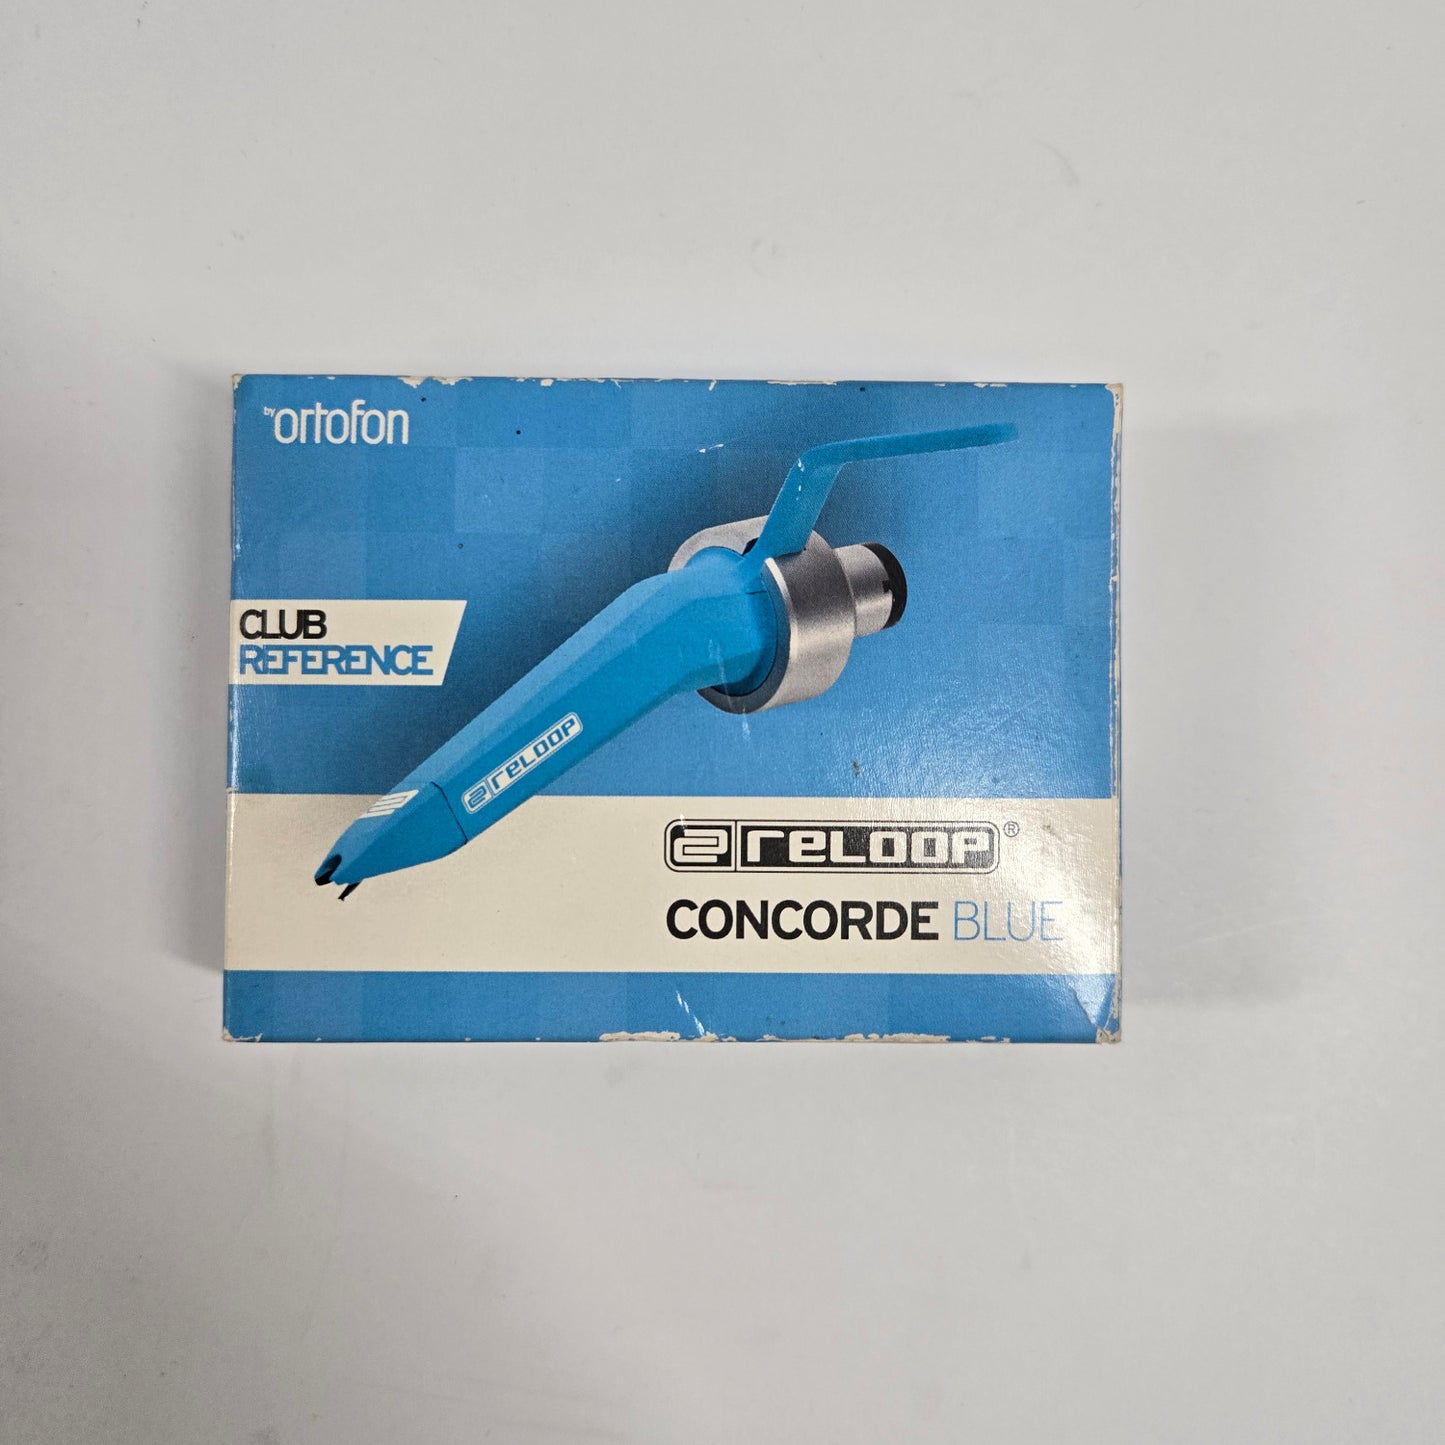 by ortofon
CLUB
REFERENCE
reLOOP
reLOOP®
CONCORDE BLUE